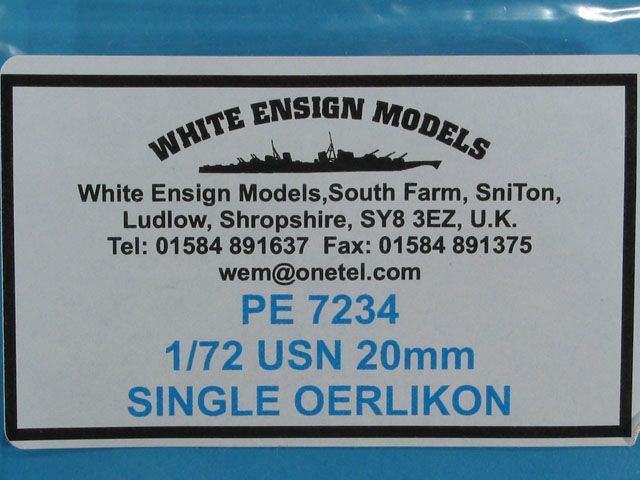 WHITE ENSIGN MODELS
White Ensign Models,South Farm, SniTon,
Ludlow, Shropshire, SY8 3EZ, U.K.
Tel: 01584 891637 Fax: 01584 891375
wem@onetel.com
PE 7234
1/72 USN 20mm
SINGLE OERLIKON